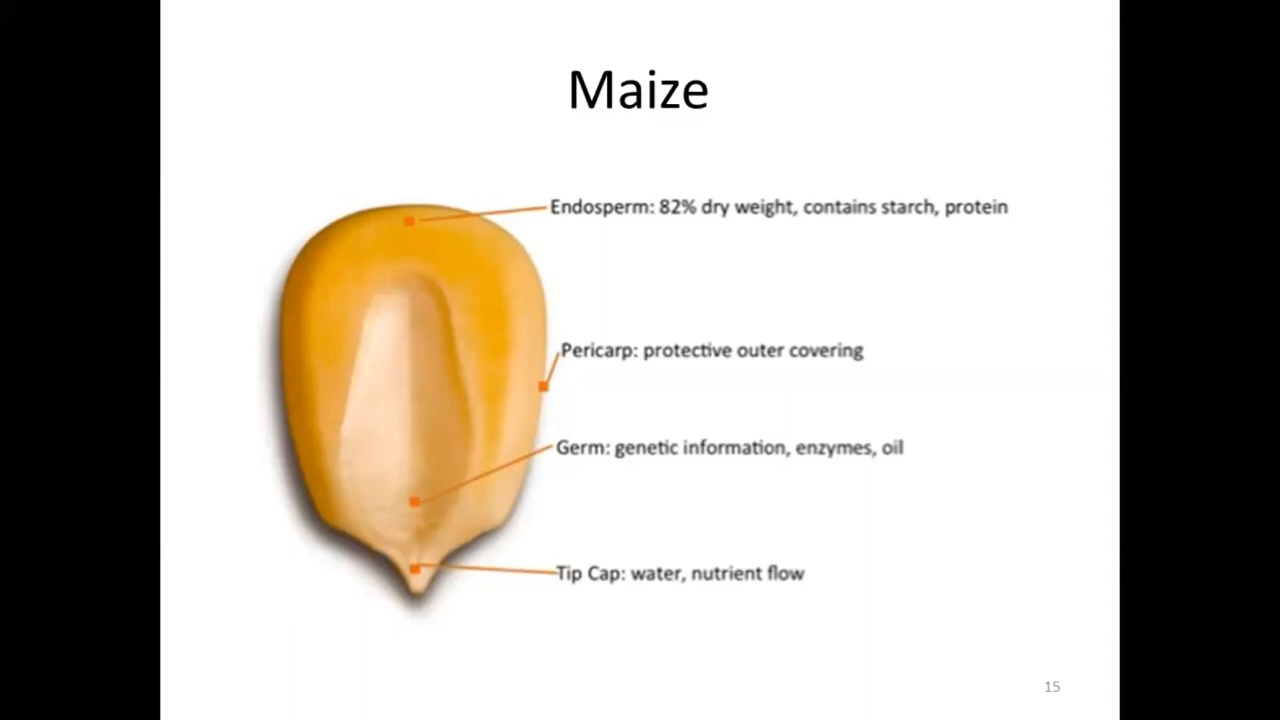 Maize
Endosperm: 82% dry weight, contains starch, protein
Pericarp: protective outer covering
Germ: genetic information, enzymes, oil
Tip Cap: water, nutrient flow
15